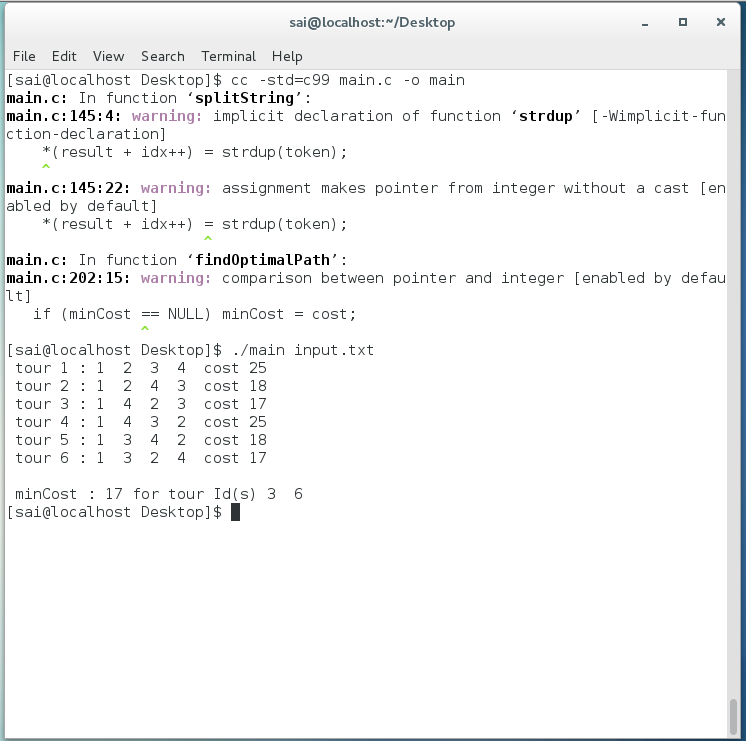 sai@localhost:~/Desktop
File Edit View Search Terminal Help
[sai@localhost Desktop]$ cc -std=c99 main.c -o main
main.c: In function ‘splitString’:
main.c:145:4: warning: implicit declaration of function ‘strdup’ [-Wimplicit-fun
ction-declaration]
    *(result + idx++) = strdup(token);
    ^
main.c:145:22: warning: assignment makes pointer from integer without a cast [en
abled by default]
    *(result + idx++) = strdup(token);
                      ^
main.c: In function ‘findOptimalPath’:
main.c:202:15: warning: comparison between pointer and integer [enabled by defau
lt]
   if (minCost == NULL) minCost = cost;
               ^
[sai@localhost Desktop]$ ./main input.txt
 tour 1 : 1  2  3  4  cost 25
 tour 2 : 1  2  4  3  cost 18
 tour 3 : 1  4  2  3  cost 17
 tour 4 : 1  4  3  2  cost 25
 tour 5 : 1  3  4  2  cost 18
 tour 6 : 1  3  2  4  cost 17

 minCost : 17 for tour Id(s) 3  6
[sai@localhost Desktop]$